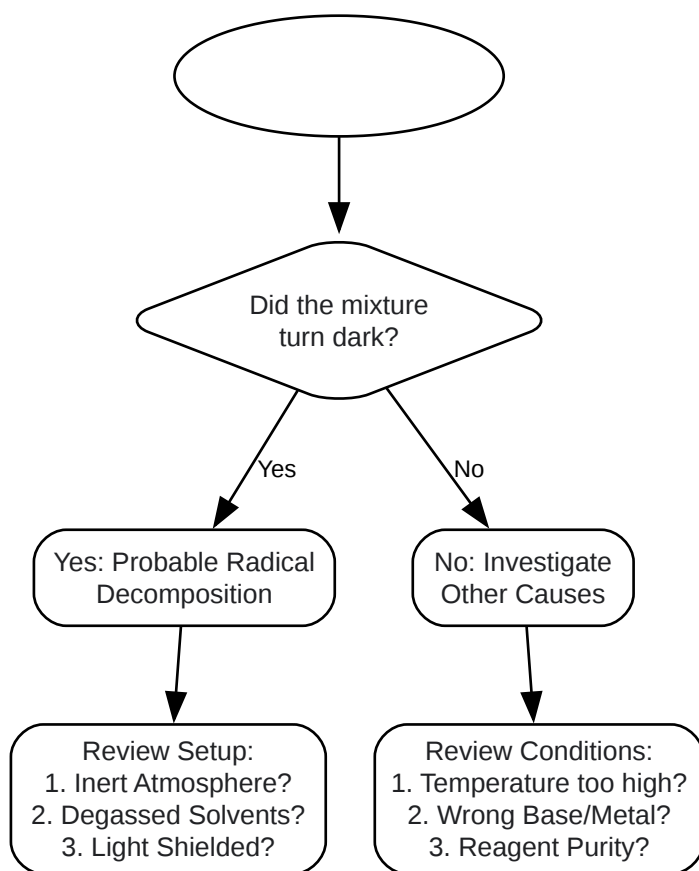 Did the mixture
turn dark?
Yes
No
Yes: Probable Radical
Decomposition
No: Investigate
Other Causes
Review Setup:
1. Inert Atmosphere?
2. Degassed Solvents?
3. Light Shielded?
Review Conditions:
1. Temperature too high?
2. Wrong Base/Metal?
3. Reagent Purity?